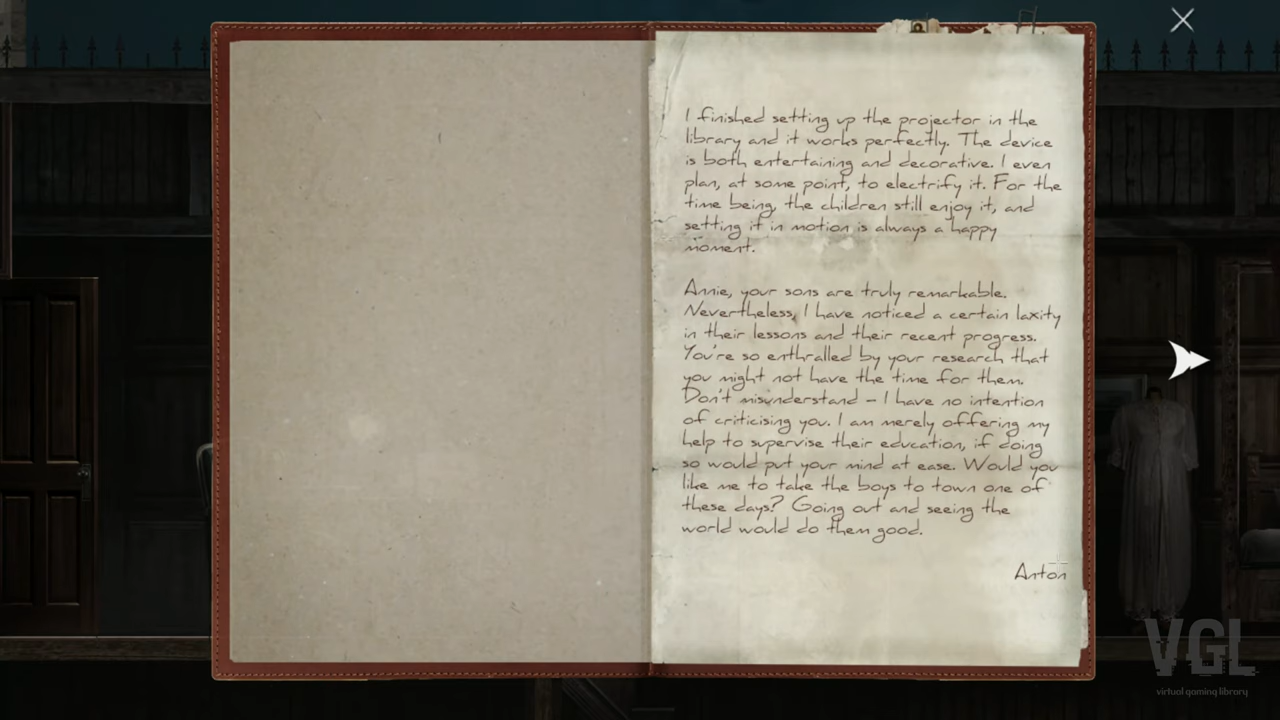 I finished setting up the projector in the
library and it works perfectly. The device
is both entertaining and decorative. I even
plan, at some point, to electrify it. For the
time being, the children still enjoy it, and
setting it in motion is always a happy
moment.
Annie, your sons are truly remarkable.
Nevertheless, I have noticed a certain laxity
in their lessons and their recent progress.
You're so enthralled by your research that
you might not have the time for them.
Don't misunderstand – I have no intention
of criticising you. I am merely offering my
help to supervise their education, if doing
so would put your mind at ease. Would you
like me to take the boys to town one of
these days? Going out and seeing the
world would do them good.
Anton
VGL
virtual gaming library